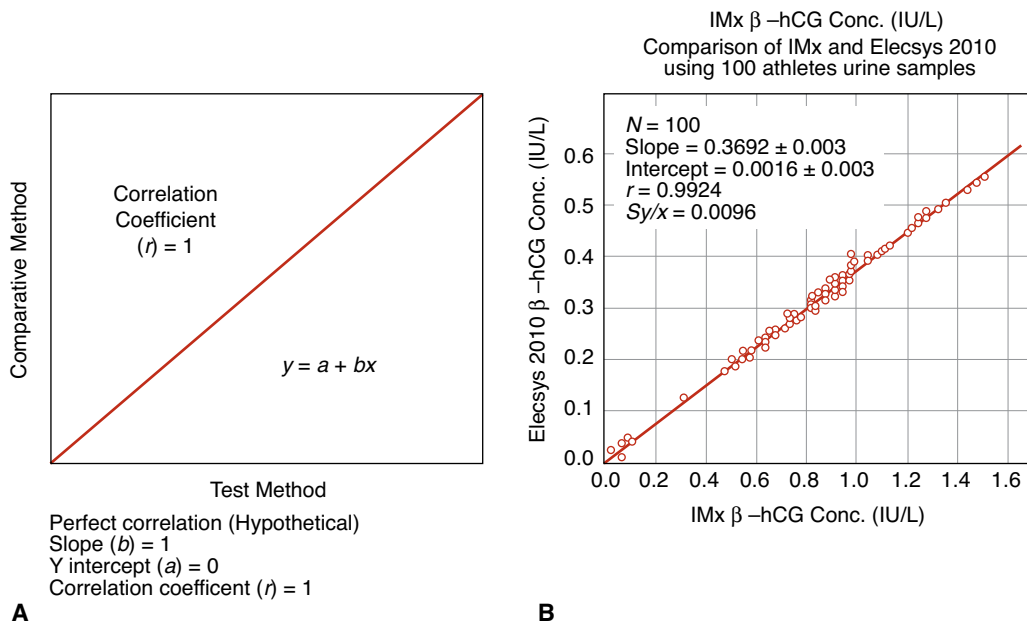 Comparative Method
Correlation
Coefficient
(r) = 1
y = a + bx
Test Method
Perfect correlation (Hypothetical)
Slope (b) = 1
Y intercept (a) = 0
Correlation coefficent (r) = 1
A
IMx β –hCG Conc. (IU/L)
Comparison of IMx and Elecsys 2010
using 100 athletes urine samples
Elecsys 2010 β –hCG Conc. (IU/L)
N = 100
Slope = 0.3692 ± 0.003
Intercept = 0.0016 ± 0.003
r = 0.9924
Sy/x = 0.0096
0.6
0.5
0.4
0.3
0.2
0.1
0.0
0.0 0.2 0.4 0.6 0.8 1.0 1.2 1.4 1.6
IMx β –hCG Conc. (IU/L)
B